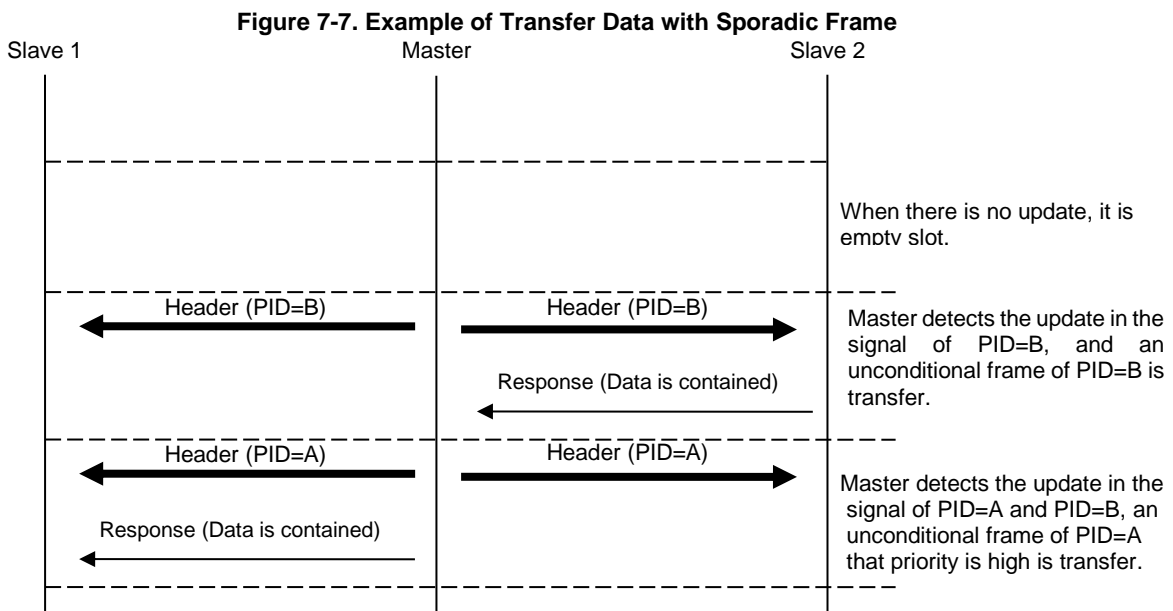 Figure 7-7. Example of Transfer Data with Sporadic Frame
Slave 1 Master Slave 2
When there is no update, it is
empty slot.
Header (PID=B) Header (PID=B)
Master detects the update in the
signal of PID=B, and an
unconditional frame of PID=B is
transfer.
Response (Data is contained)
Header (PID=A) Header (PID=A)
Master detects the update in the
signal of PID=A and PID=B, an
unconditional frame of PID=A
that priority is high is transfer.
Response (Data is contained)